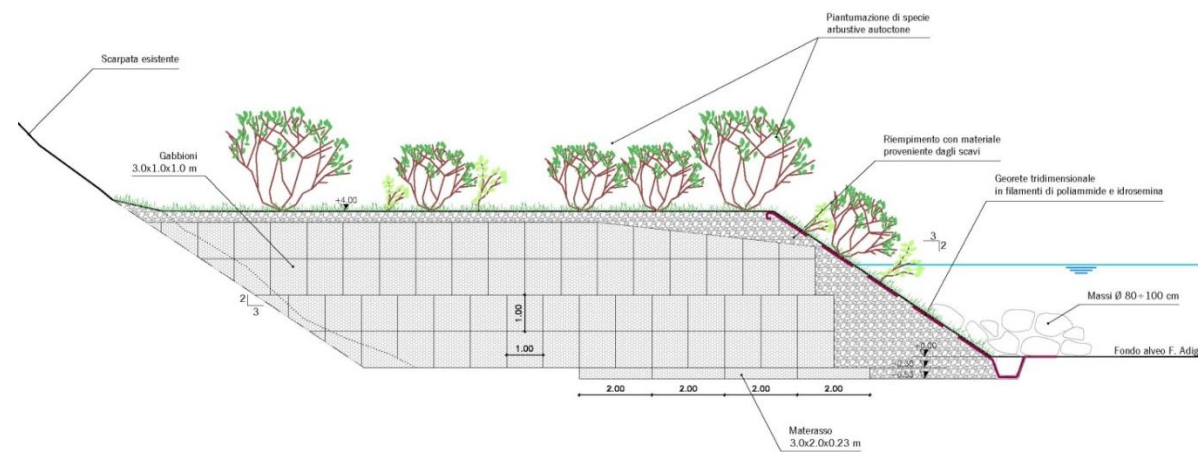 Piantumazione di specie
arbustive autoctone
Scarpata esistente
Riempimento con materiale
proveniente dagli scavi
Gabbioni
3.0x1.0x1.0 m
Georete tridimensionale
in filamenti di poliammide e idrosemina
+4.00
3
2
2
3
Massi Ø 80÷100 cm
1.00
1.00
+0.00
Fondo alveo F. Adig
-0.30
-0.53
2.00 2.00 2.00 2.00
Materasso
3.0x2.0x0.23 m